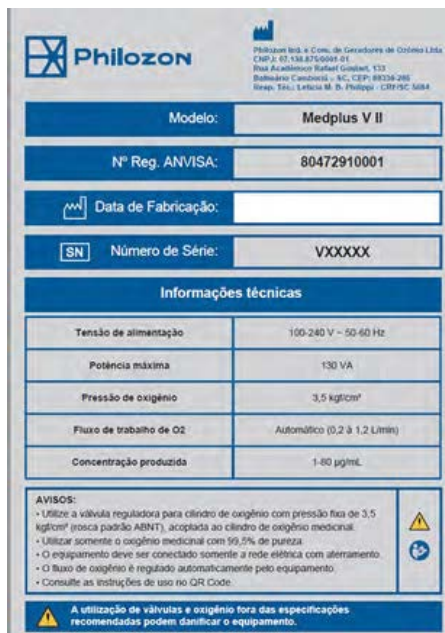 Philozon
Philozon Ind. e Com. de Geradores de Ozônio Ltda
CNPJ: 07.138.875/0001-01
Rua Acadêmico Rafael Goulart, 133
Balneário Camboriú - SC, CEP: 88336-205
Resp. Téc.: Letícia M. B. Philippi - CRF/SC 5084
Modelo: Medplus V II
Nº Reg. ANVISA: 80472910001
Data de Fabricação:
SN Número de Série: VXXXXX
Informações técnicas
Tensão de alimentação 100-240 V ~ 50-60 Hz
Potência máxima 130 VA
Pressão de oxigênio 3,5 kgf/cm²
Fluxo de trabalho de O2 Automático (0,2 à 1,2 L/min)
Concentração produzida 1-60 µg/mL
AVISOS:
• Utilize a válvula reguladora para cilindro de oxigênio com pressão fixa de 3,5
kgf/cm² (rosca padrão ABNT), acoplada ao cilindro de oxigênio medicinal.
• Utilizar somente o oxigênio medicinal com 99,5% de pureza.
• O equipamento deve ser conectado somente a rede elétrica com aterramento.
• O fluxo de oxigênio é regulado automaticamente pelo equipamento.
• Consulte as instruções de uso no QR Code.
A utilização de válvulas e oxigênio fora das especificações
recomendadas podem danificar o equipamento.